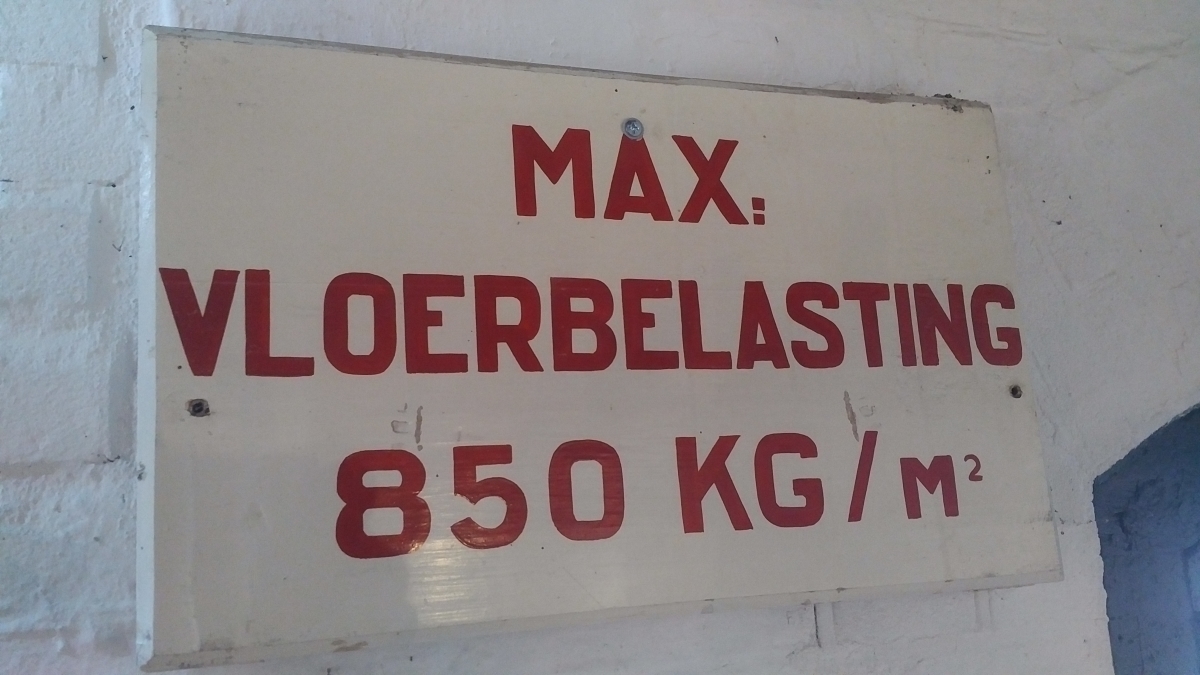 MAX:
VLOERBELASTING
850 KG/M²